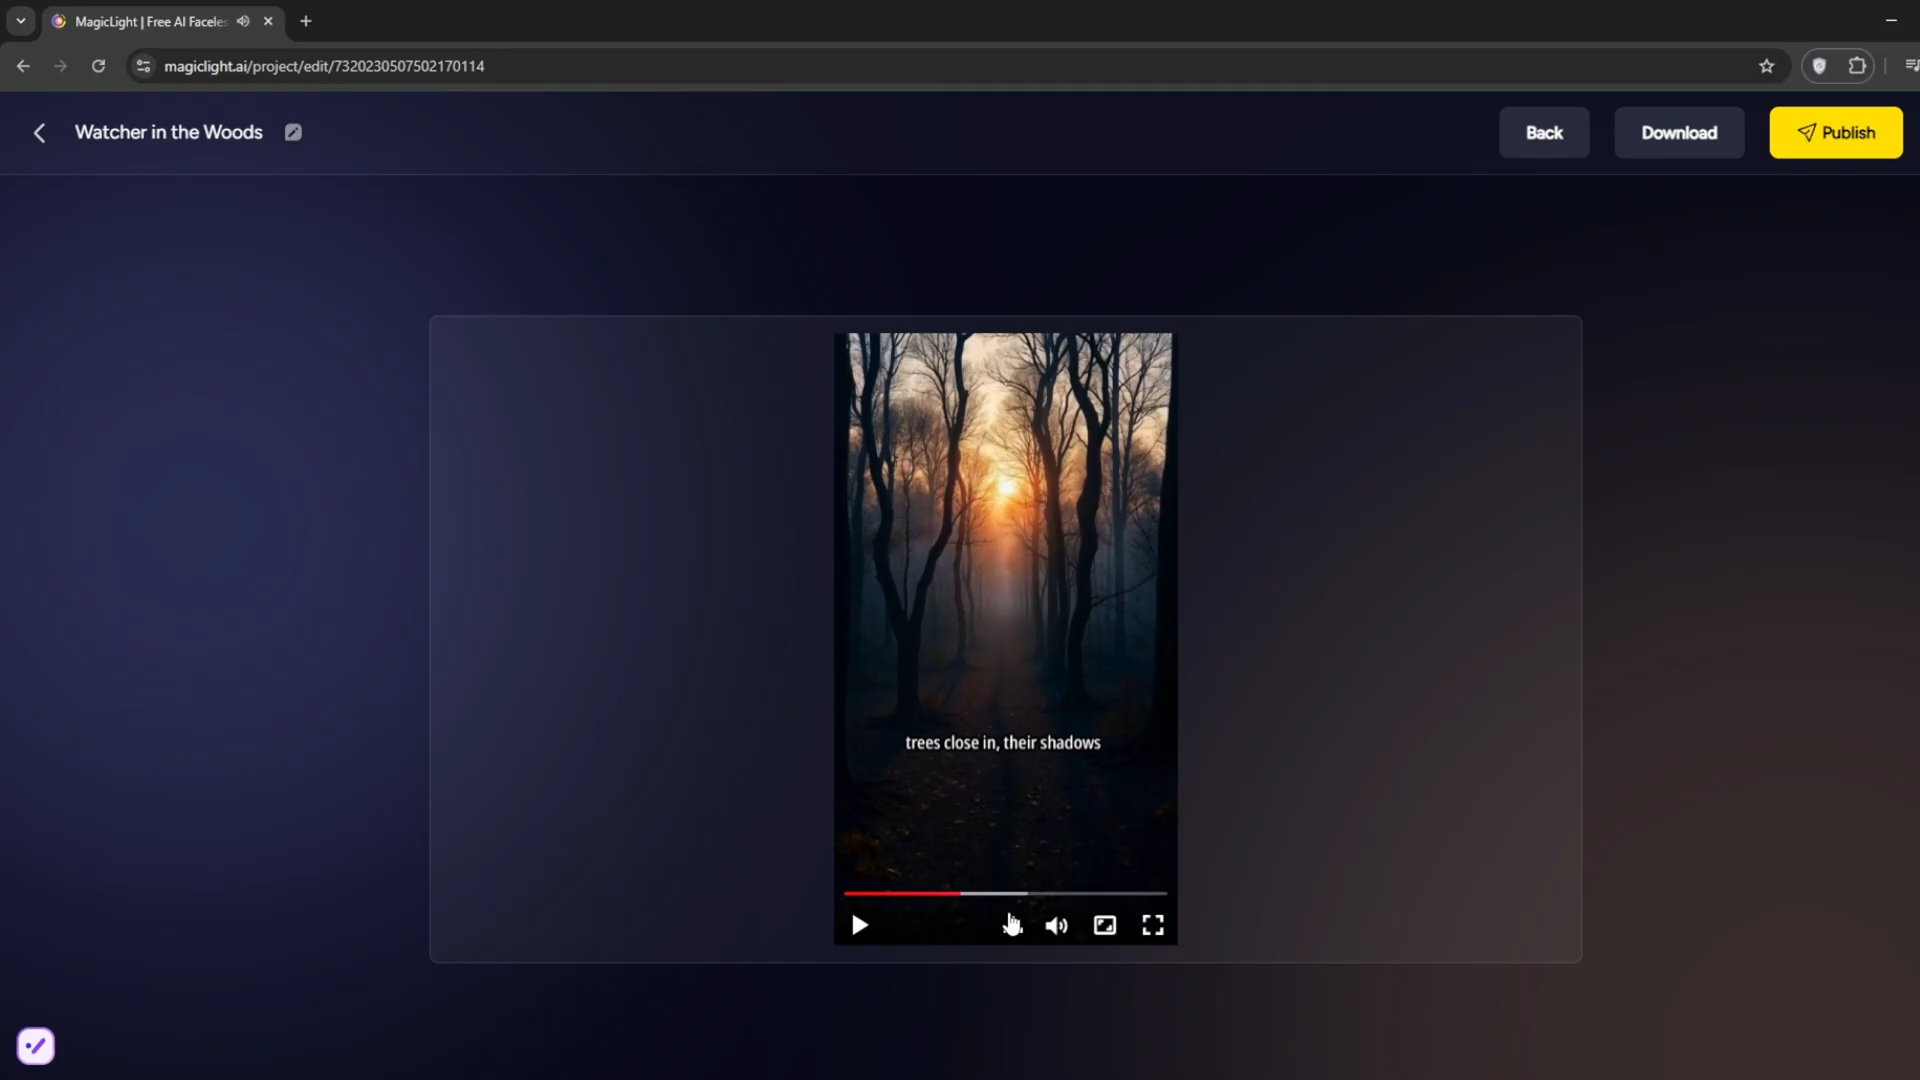 MagicLight | Free AI Faceles
magiclight.ai/project/edit/7320230507502170114
Watcher in the Woods
Back
Download
Publish
trees close in, their shadows